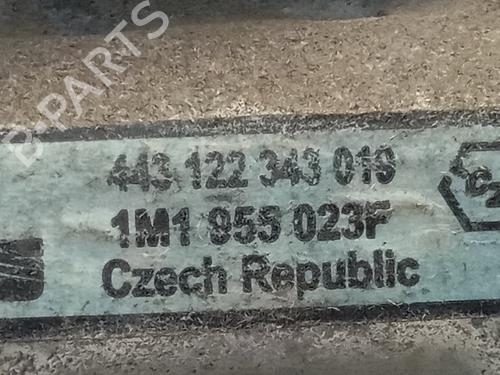 B-PARTS
443 122 343 019
1M1 955 023F
Czech Republic